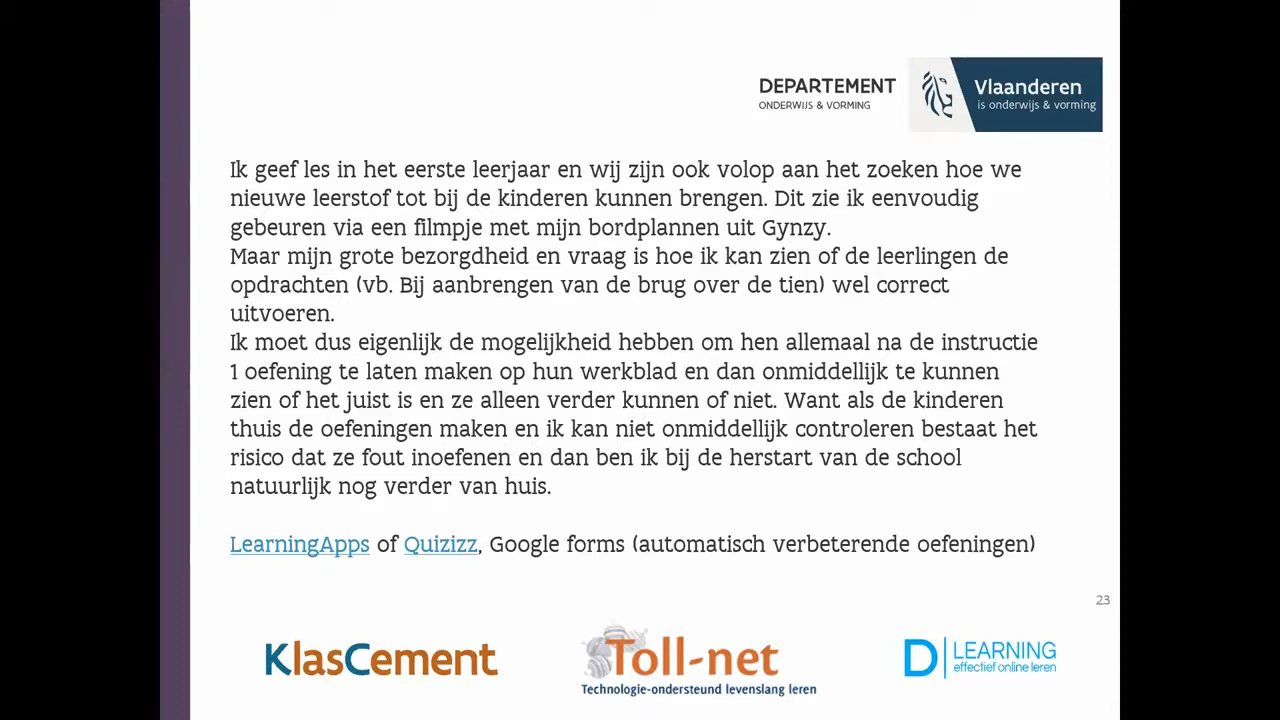 DEPARTEMENT
ONDERWIJS & VORMING
Vlaanderen
is onderwijs & vorming
Ik geef les in het eerste leerjaar en wij zijn ook volop aan het zoeken hoe we
nieuwe leerstof tot bij de kinderen kunnen brengen. Dit zie ik eenvoudig
gebeuren via een filmpje met mijn bordplannen uit Gynzy.
Maar mijn grote bezorgdheid en vraag is hoe ik kan zien of de leerlingen de
opdrachten (vb. Bij aanbrengen van de brug over de tien) wel correct
uitvoeren.
Ik moet dus eigenlijk de mogelijkheid hebben om hen allemaal na de instructie
1 oefening te laten maken op hun werkblad en dan onmiddellijk te kunnen
zien of het juist is en ze alleen verder kunnen of niet. Want als de kinderen
thuis de oefeningen maken en ik kan niet onmiddellijk controleren bestaat het
risico dat ze fout inoefenen en dan ben ik bij de herstart van de school
natuurlijk nog verder van huis.
LearningApps of Quizizz, Google forms (automatisch verbeterende oefeningen)
23
KlasCement
Toll-net
Technologie-ondersteund levenslang leren
D LEARNING
effectief online leren